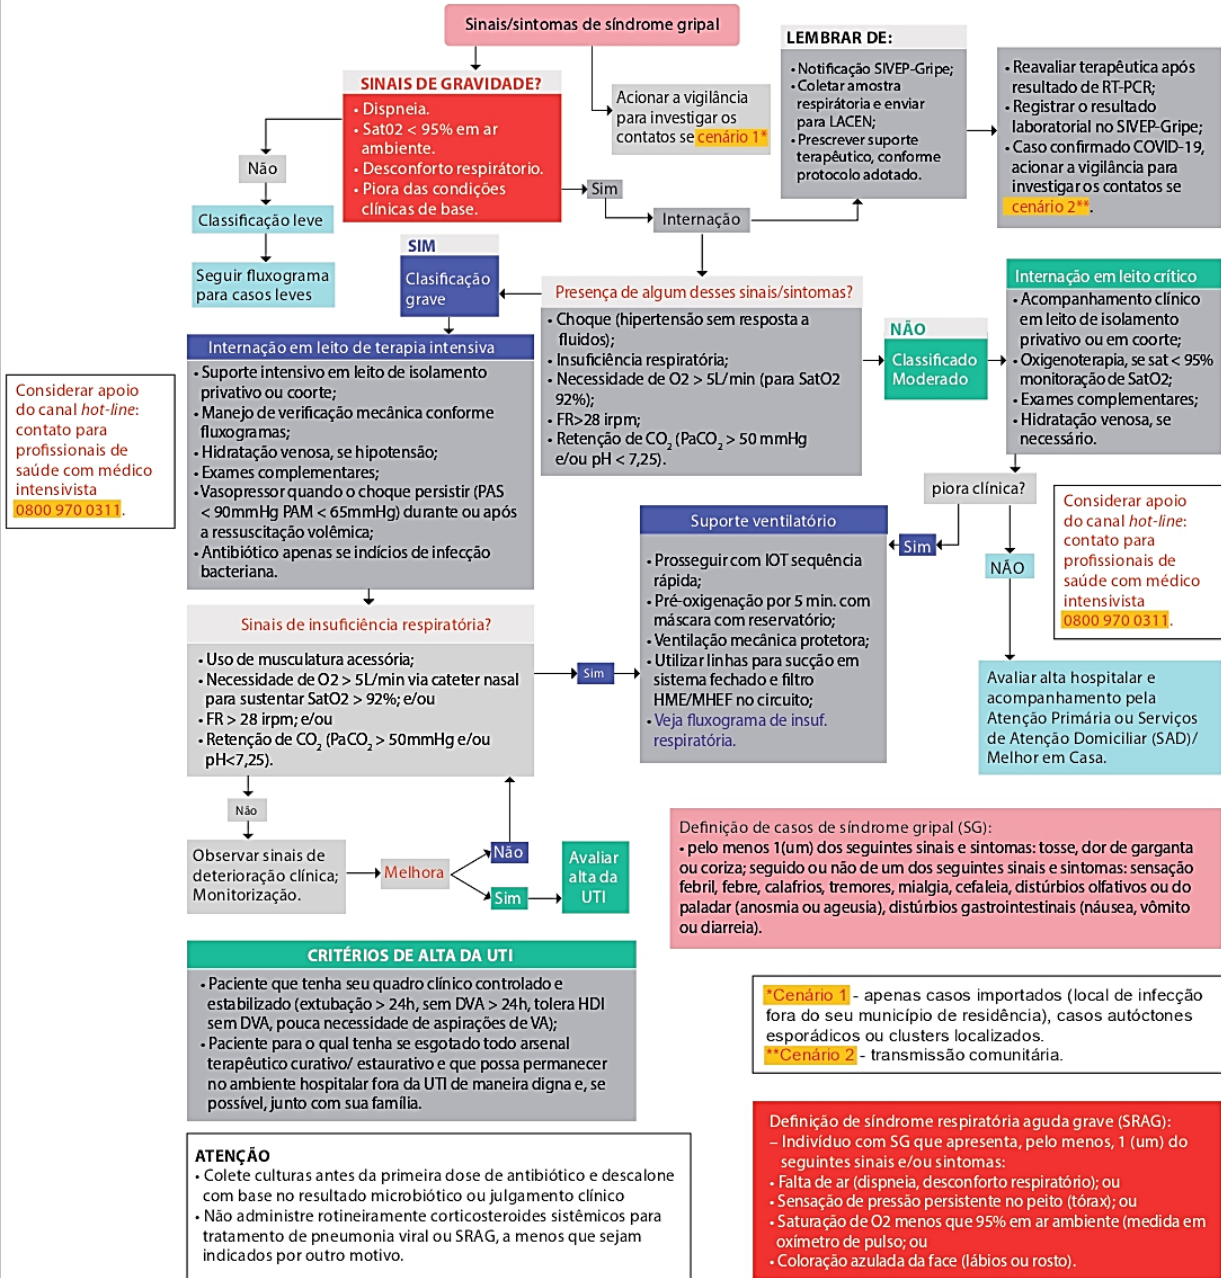 Sinais/sintomas de síndrome gripal
SINAIS DE GRAVIDADE?
• Dispneia.
• Sat02 < 95% em ar
ambiente.
• Desconforto respirátorio.
• Piora das condições
clínicas de base.
Acionar a vigilância
para investigar os
contatos se cenário 1*
LEMBRAR DE:
• Notificação SIVEP-Gripe;
• Coletar amostra
respirátoria e enviar
para LACEN;
• Prescrever suporte
terapêutico, conforme
protocolo adotado.
• Reavaliar terapêutica após
resultado de RT-PCR;
• Registrar o resultado
laboratorial no SIVEP-Gripe;
• Caso confirmado COVID-19,
acionar a vigilância para
investigar os contatos se
cenário 2**.
Não
Classificação leve
Seguir fluxograma
para casos leves
Sim
Internação
SIM
Clasificação
grave
Presença de algum desses sinais/sintomas?
• Choque (hipertensão sem resposta a
fluidos);
• Insuficiência respiratória;
• Necessidade de O2 > 5L/min (para SatO2
92%);
• FR>28 irpm;
• Retenção de CO2 (PaCO2 > 50 mmHg
e/ou pH < 7,25).
NÃO
Classificado
Moderado
Internação em leito crítico
• Acompanhamento clínico
em leito de isolamento
privativo ou em coorte;
• Oxigenoterapia, se sat < 95%
monitoração de SatO2;
• Exames complementares;
• Hidratação venosa, se
necessário.
Internação em leito de terapia intensiva
• Suporte intensivo em leito de isolamento
privativo ou coorte;
• Manejo de verificação mecânica conforme
fluxogramas;
• Hidratação venosa, se hipotensão;
• Exames complementares;
• Vasopressor quando o choque persistir (PAS
< 90mmHg PAM < 65mmHg) durante ou após
a ressuscitação volêmica;
• Antibiótico apenas se indícios de infecção
bacteriana.
Considerar apoio
do canal hot-line:
contato para
profissionais de
saúde com médico
intensivista
0800 970 0311.
piora clínica?
Sim
NÃO
Considerar apoio
do canal hot-line:
contato para
profissionais de
saúde com médico
intensivista
0800 970 0311.
Suporte ventilatório
• Prosseguir com IOT sequência
rápida;
• Pré-oxigenação por 5 min. com
máscara com reservatório;
• Ventilação mecânica protetora;
• Utilizar linhas para sucção em
sistema fechado e filtro
HME/MHEF no circuito;
• Veja fluxograma de insuf.
respiratória.
Sinais de insuficiência respiratória?
• Uso de musculatura acessória;
• Necessidade de O2 > 5L/min via cateter nasal
para sustentar SatO2 > 92%; e/ou
• FR > 28 irpm; e/ou
• Retenção de CO2 (PaCO2 > 50mmHg e/ou
pH<7,25).
Sim
Avaliar alta hospitalar e
acompanhamento pela
Atenção Primária ou Serviços
de Atenção Domiciliar (SAD)/
Melhor em Casa.
Não
Observar sinais de
deterioração clínica;
Monitorização.
Melhora
Não
Sim
Avaliar
alta da
UTI
Definição de casos de síndrome gripal (SG):
• pelo menos 1(um) dos seguintes sinais e sintomas: tosse, dor de garganta
ou coriza; seguido ou não de um dos seguintes sinais e sintomas: sensação
febril, febre, calafrios, tremores, mialgia, cefaleia, distúrbios olfativos ou do
paladar (anosmia ou ageusia), distúrbios gastrointestinais (náusea, vômito
ou diarreia).
CRITÉRIOS DE ALTA DA UTI
• Paciente que tenha seu quadro clínico controlado e
estabilizado (extubação > 24h, sem DVA > 24h, tolera HDI
sem DVA, pouca necessidade de aspirações de VA);
• Paciente para o qual tenha se esgotado todo arsenal
terapêutico curativo/ estaurativo e que possa permanecer
no ambiente hospitalar fora da UTI de maneira digna e, se
possível, junto com sua família.
*Cenário 1 - apenas casos importados (local de infecção
fora do seu município de residência), casos autóctones
esporádicos ou clusters localizados.
**Cenário 2 - transmissão comunitária.
ATENÇÃO
• Colete culturas antes da primeira dose de antibiótico e descalone
com base no resultado microbiótico ou julgamento clínico
• Não administre rotineiramente corticosteroides sistêmicos para
tratamento de pneumonia viral ou SRAG, a menos que sejam
indicados por outro motivo.
Definição de síndrome respiratória aguda grave (SRAG):
– Indivíduo com SG que apresenta, pelo menos, 1 (um) do
seguintes sinais e/ou sintomas:
• Falta de ar (dispneia, desconforto respiratório); ou
• Sensação de pressão persistente no peito (tórax); ou
• Saturação de O2 menos que 95% em ar ambiente (medida em
oxímetro de pulso; ou
• Coloração azulada da face (lábios ou rosto).